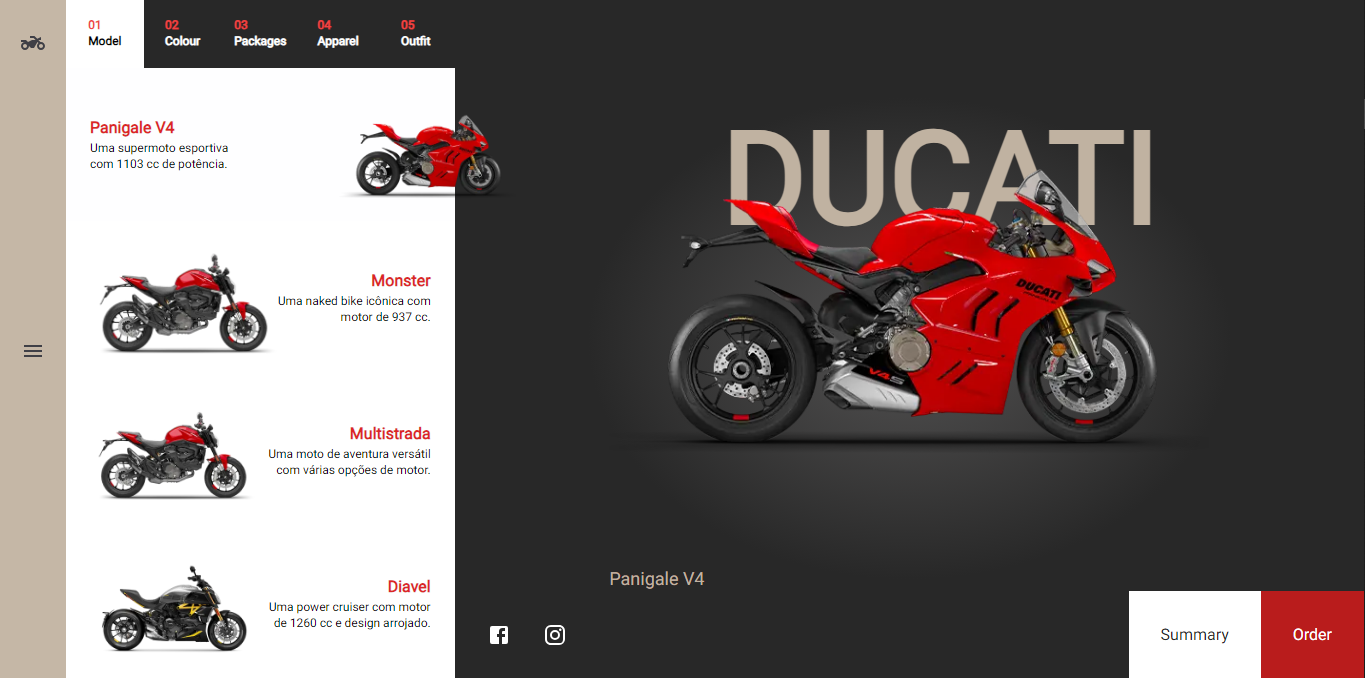 01
Model
02
Colour
03
Packages
04
Apparel
05
Outfit
Panigale V4
Uma supermoto esportiva
com 1103 cc de potência.
Monster
Uma naked bike icônica com
motor de 937 cc.
Multistrada
Uma moto de aventura versátil
com várias opções de motor.
Diavel
Uma power cruiser com motor
de 1260 cc e design arrojado.
DUCATI
DUCATI
V4S
Panigale V4
Summary
Order